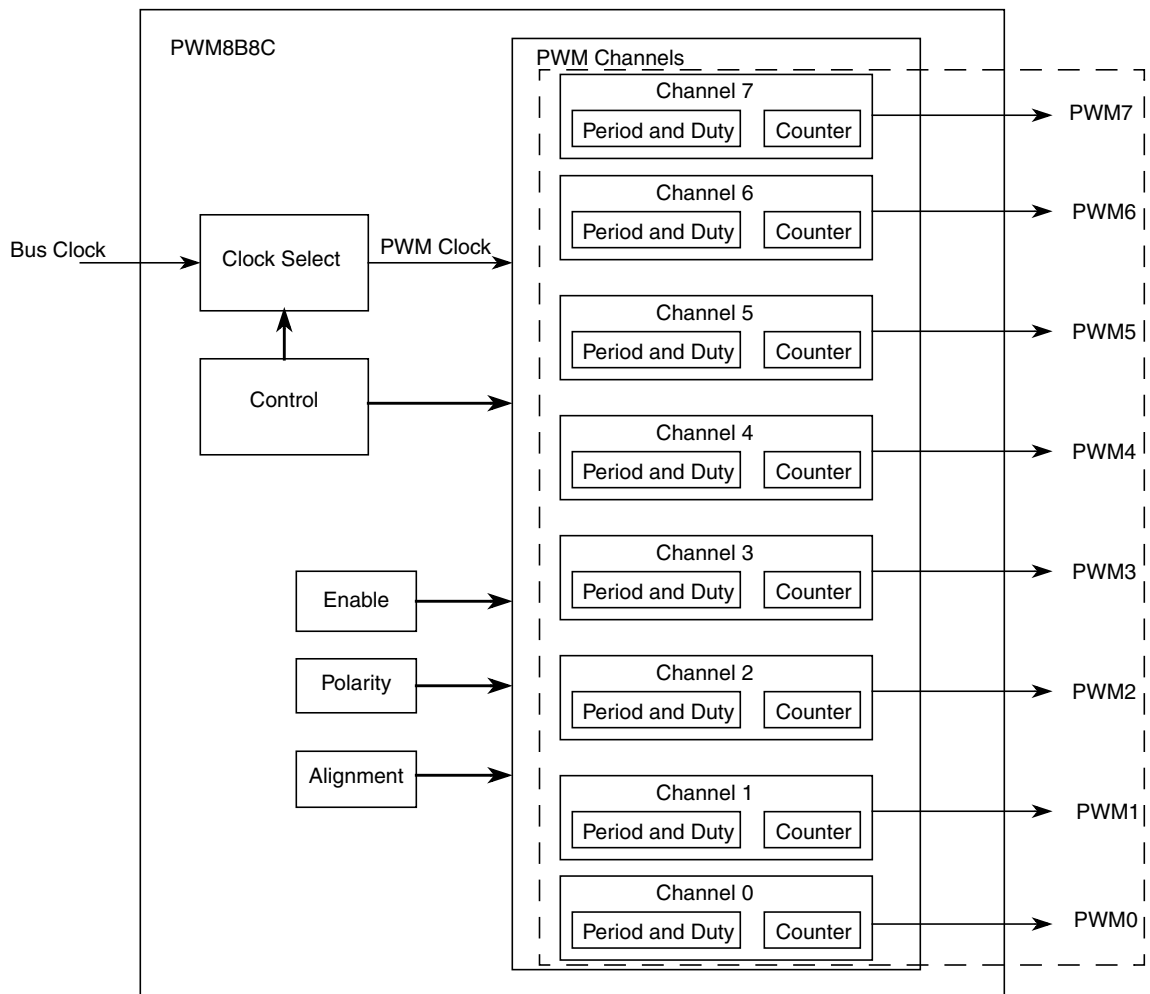 PWM8B8C
PWM Channels
Channel 7
Period and Duty
Counter
PWM7
Channel 6
Period and Duty
Counter
PWM6
Bus Clock
Clock Select
PWM Clock
Channel 5
Period and Duty
Counter
PWM5
Control
Channel 4
Period and Duty
Counter
PWM4
Channel 3
Period and Duty
Counter
PWM3
Enable
Polarity
Channel 2
Period and Duty
Counter
PWM2
Alignment
Channel 1
Period and Duty
Counter
PWM1
Channel 0
Period and Duty
Counter
PWM0